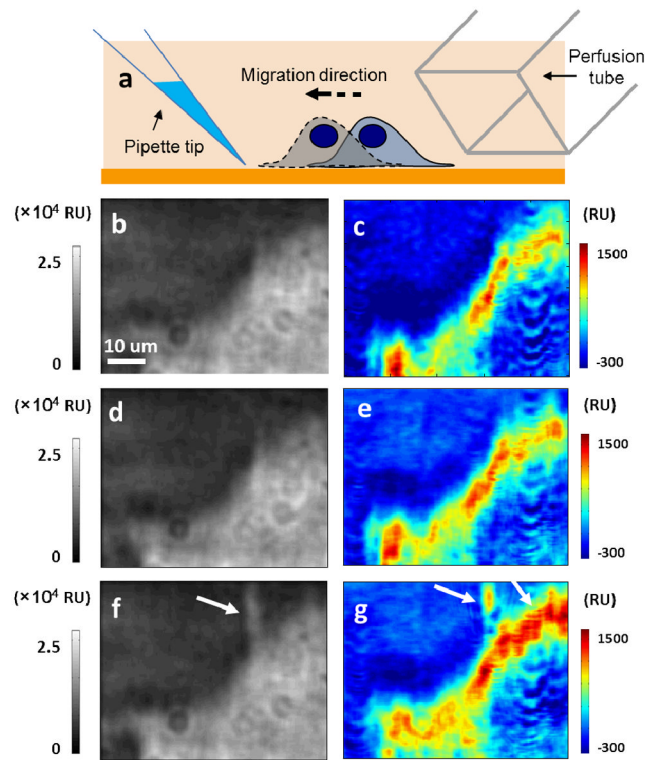 a
Migration direction
Perfusion
tube
Pipette tip
(×10⁴ RU)
b
c
(RU)
2.5
1500
10 um
0
-300
(×10⁴ RU)
d
e
(RU)
2.5
1500
0
-300
(×10⁴ RU)
f
g
(RU)
2.5
1500
0
-300